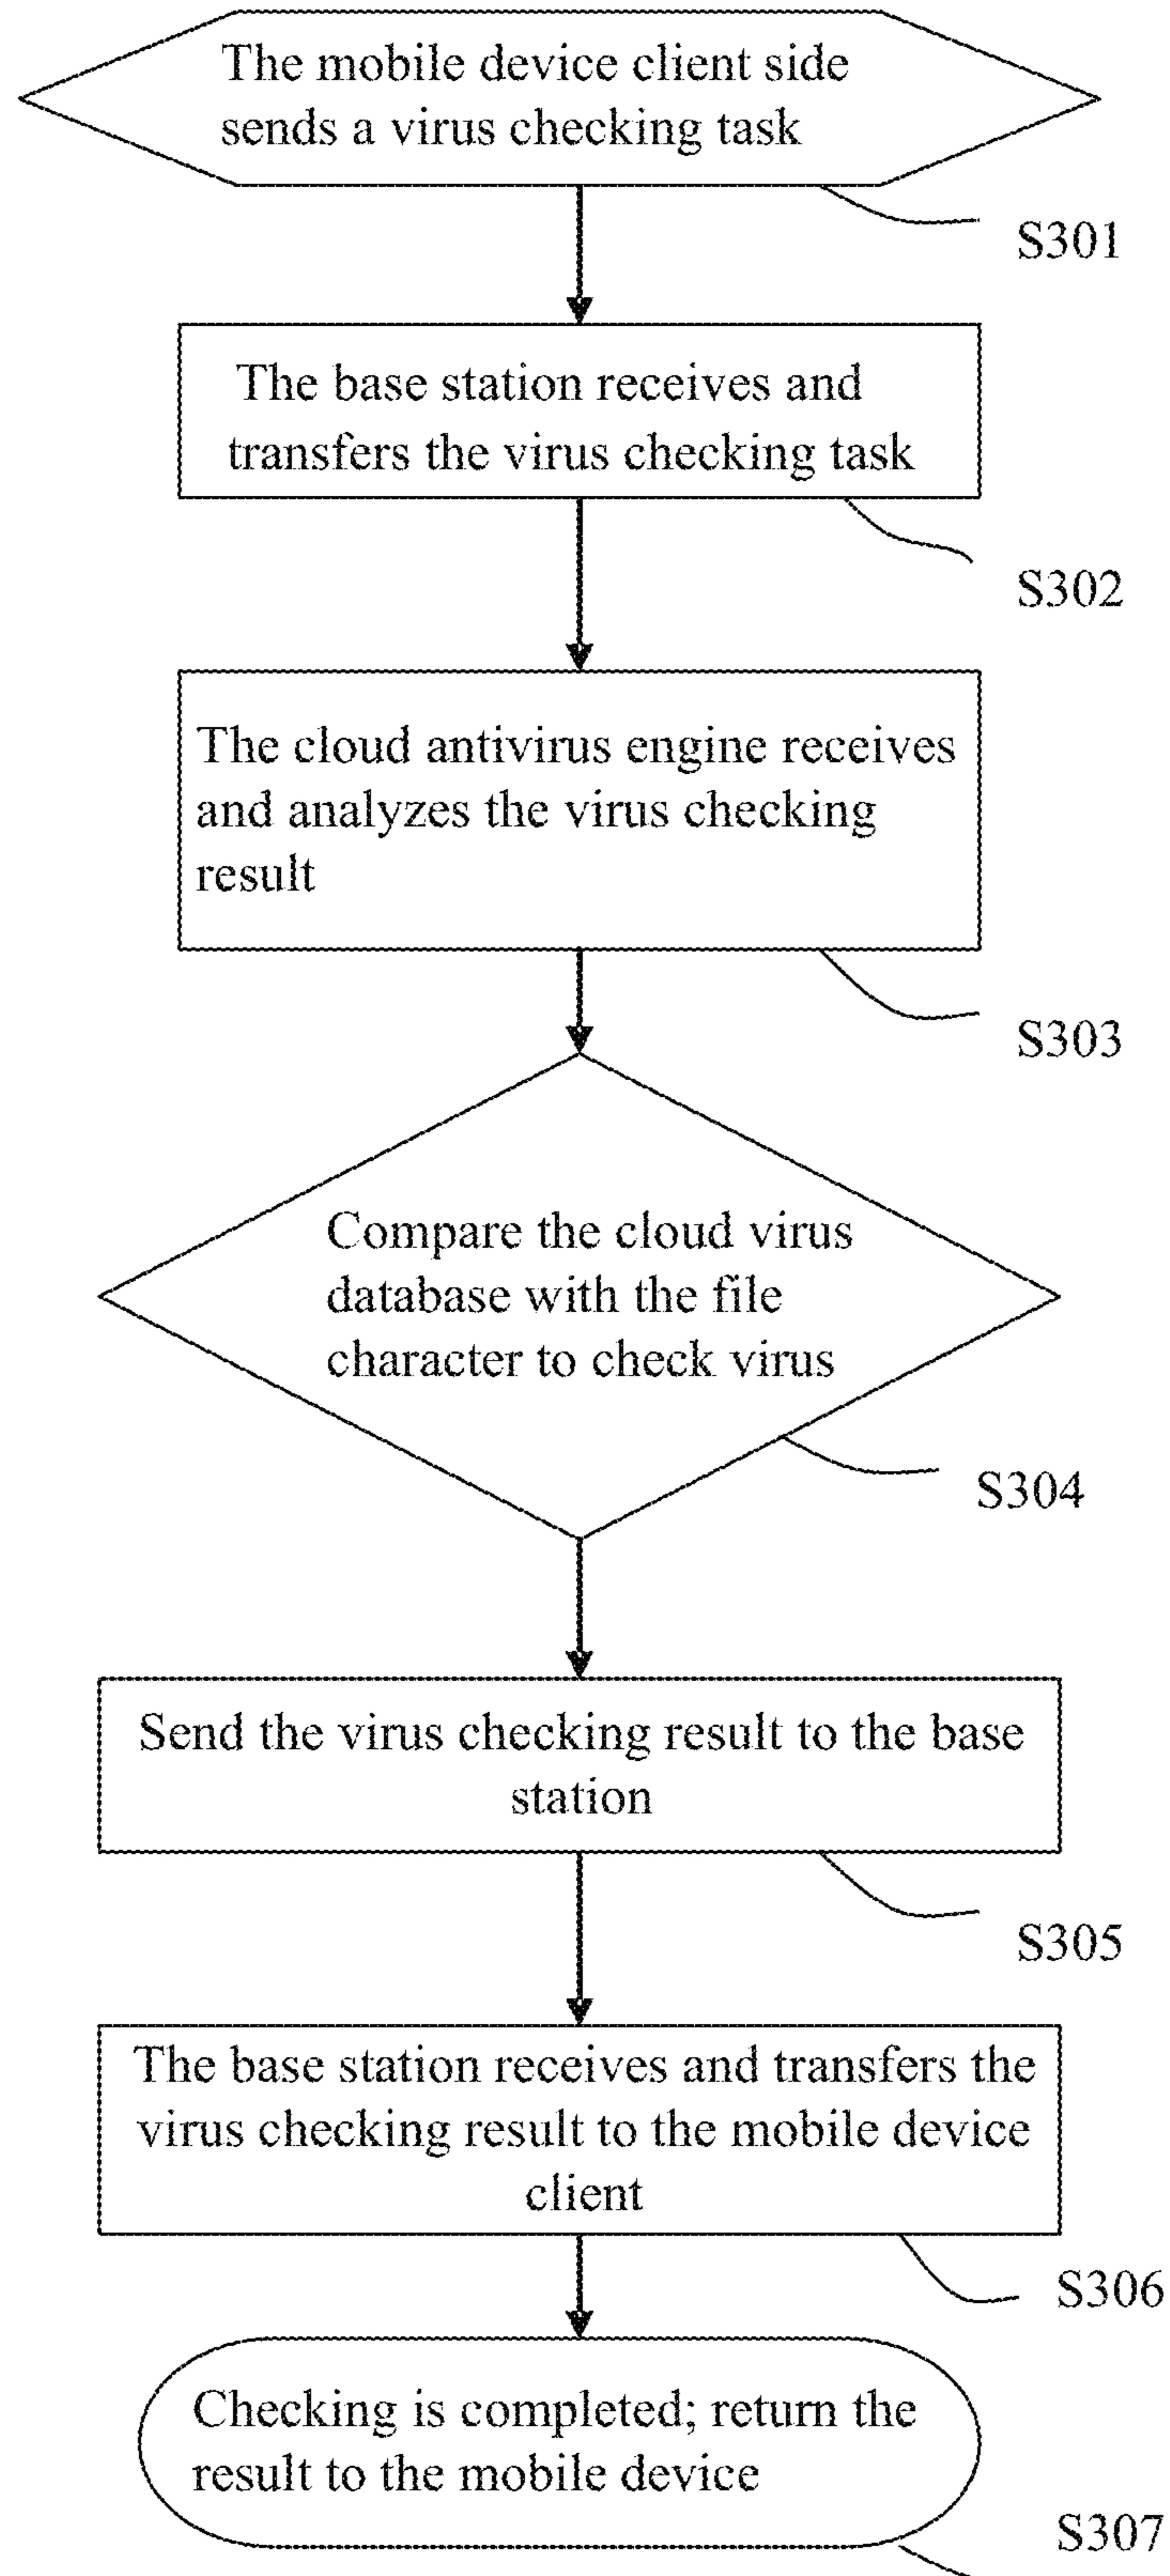 The mobile device client side
sends a virus checking task
S301
The base station receives and
transfers the virus checking task
S302
The cloud antivirus engine receives
and analyzes the virus checking
result
S303
Compare the cloud virus
database with the file
character to check virus
S304
Send the virus checking result to the base
station
S305
The base station receives and transfers the
virus checking result to the mobile device
client
S306
Checking is completed; return the
result to the mobile device
S307